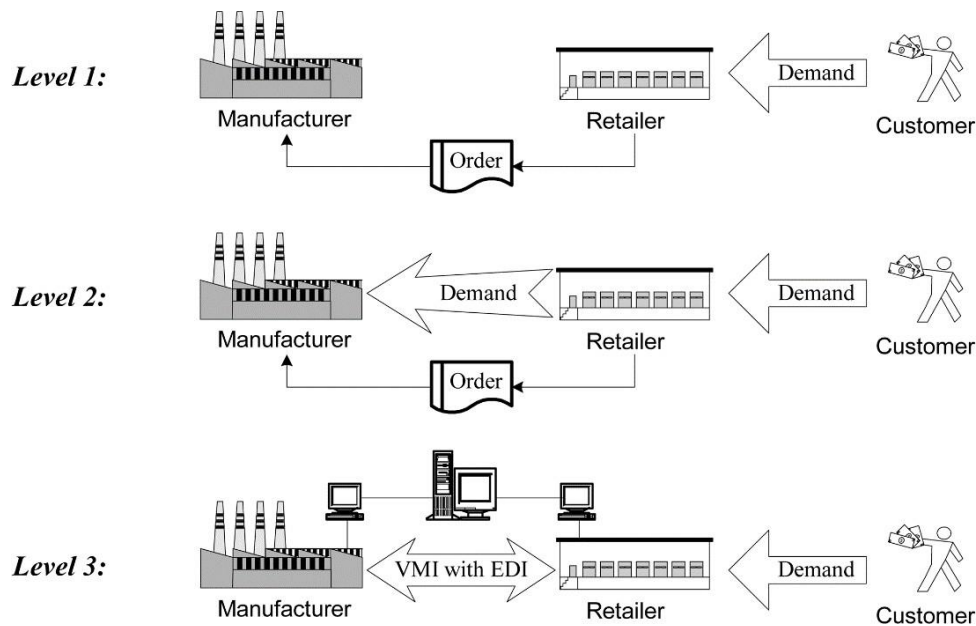 Level 1:
Manufacturer
Order
Retailer
Demand
Customer
Level 2:
Manufacturer
Demand
Order
Retailer
Demand
Customer
Level 3:
Manufacturer
VMI with EDI
Retailer
Demand
Customer